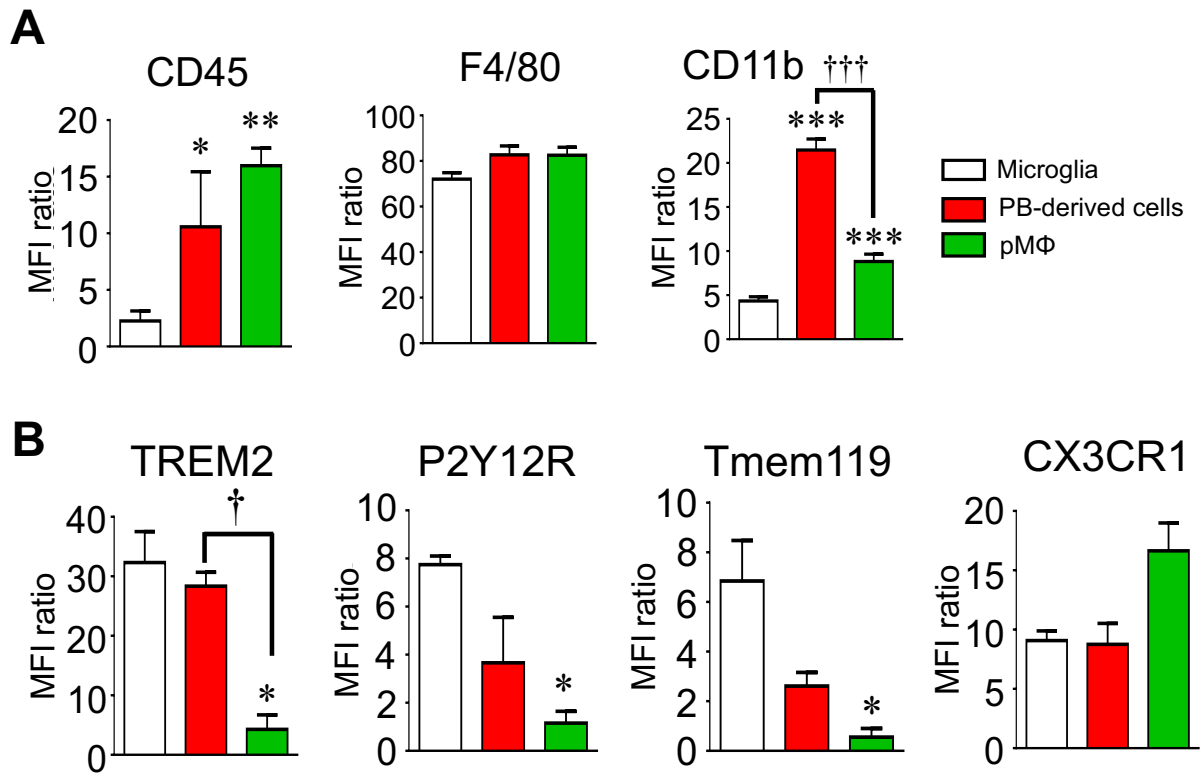 A
CD45
F4/80
CD11b
†††
MFI ratio
20
15
10
5
0
*
**
MFI ratio
100
80
60
40
20
0
MFI ratio
25
20
15
10
5
0
***
***
Microglia
PB-derived cells
pMΦ
B
TREM2
P2Y12R
Tmem119
CX3CR1
MFI ratio
40
30
20
10
0
†
*
MFI ratio
10
8
6
4
2
0
*
MFI ratio
10
8
6
4
2
0
*
MFI ratio
20
15
10
5
0